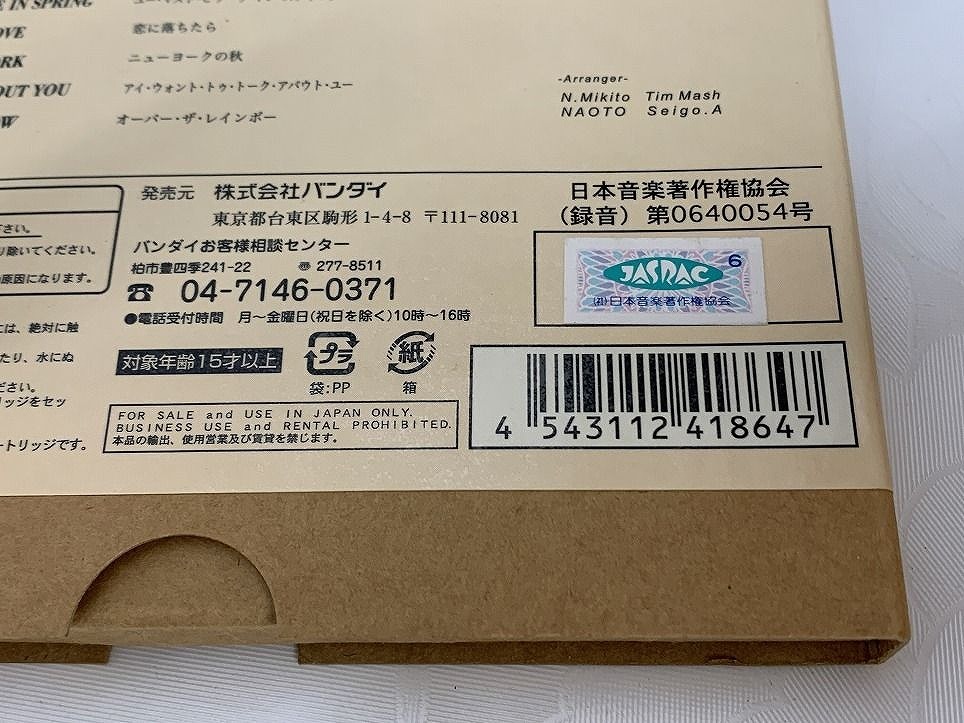 IN SPRING
恋に落ちたら
ニューヨークの秋
OUT YOU アイ・ウォント・トゥ・トーク・アバウト・ユー
オーバー・ザ・レインボー
-Arranger-
N.Mikito Tim Mash
NAOTO Seigo.A
発売元 株式会社バンダイ
東京都台東区駒形1-4-8 〒111-8081
バンダイお客様相談センター
柏市豊四季241-22 〠 277-8511
☎ 04-7146-0371
●電話受付時間 月〜金曜日(祝日を除く)10時〜16時
対象年齢15才以上
プラ
袋:PP
紙
箱
FOR SALE and USE IN JAPAN ONLY.
BUSINESS USE and RENTAL PROHIBITED.
本品の輸出、使用営業及び賃貸を禁じます。
日本音楽著作権協会
(録音) 第0640054号
JASRAC 6
(社)日本音楽著作権協会
4 543112 418647
さい。
り除いてください。
原因になります。
には、絶対に触
たり、水にぬ
ださい。
リッジをセッ
ートリッジです。